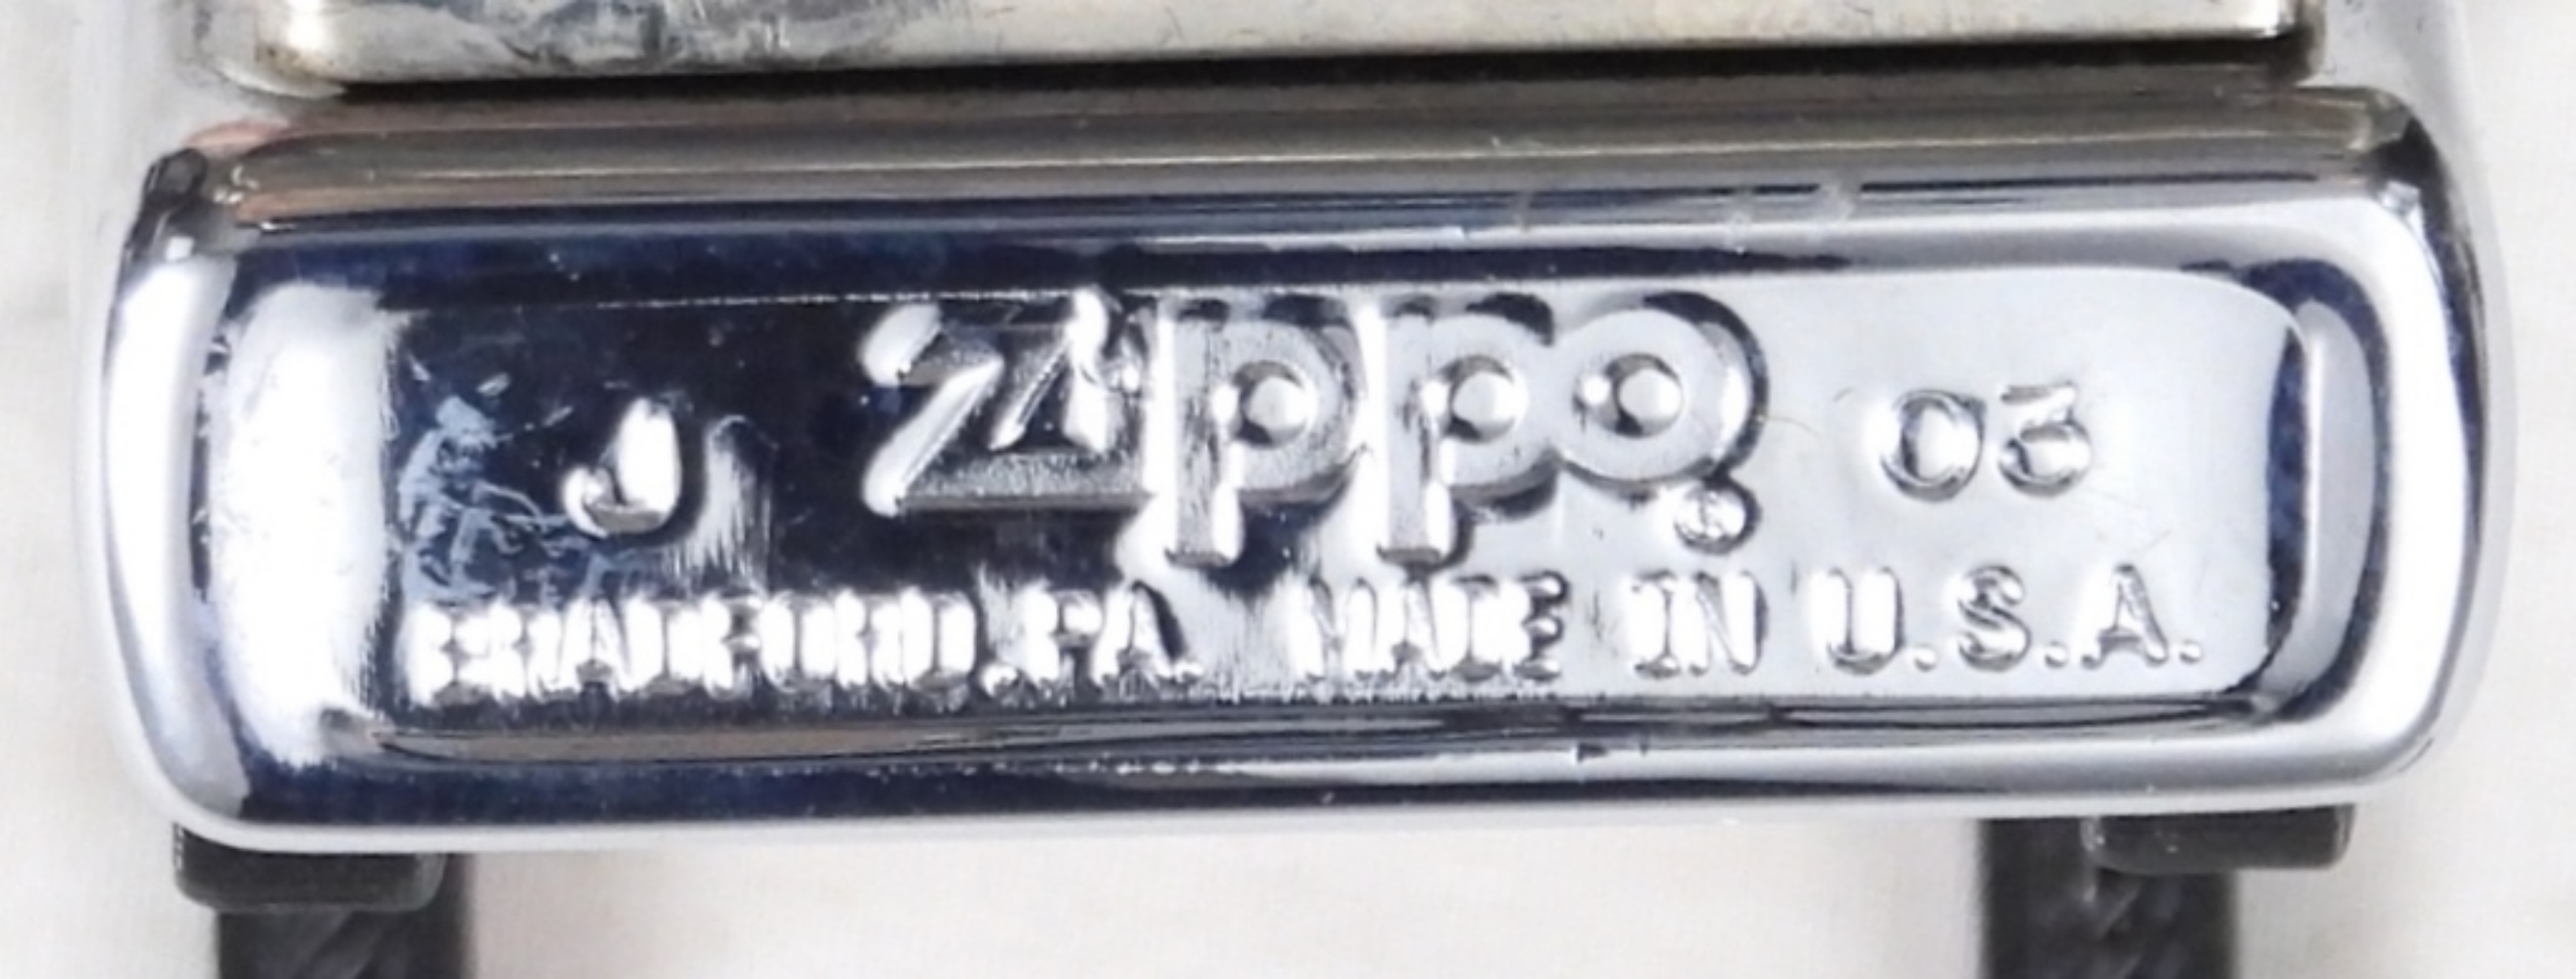 J Zippo ® 03
BRADFORD, PA. MADE IN U.S.A.